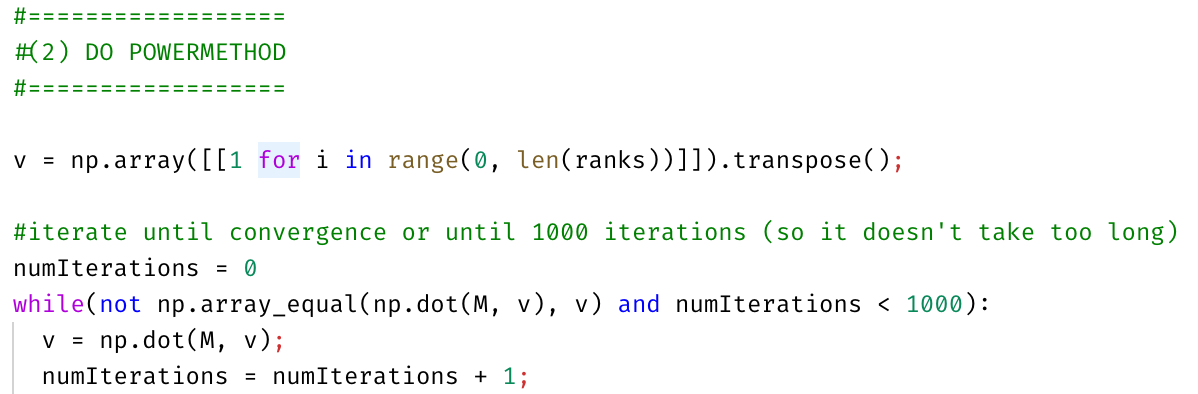 #==================
#(2) DO POWERMETHOD
#==================
v = np.array([[1 for i in range(0, len(ranks))]]).transpose();
#iterate until convergence or until 1000 iterations (so it doesn't take too long)
numIterations = 0
while(not np.array_equal(np.dot(M, v), v) and numIterations < 1000):
  v = np.dot(M, v);
  numIterations = numIterations + 1;